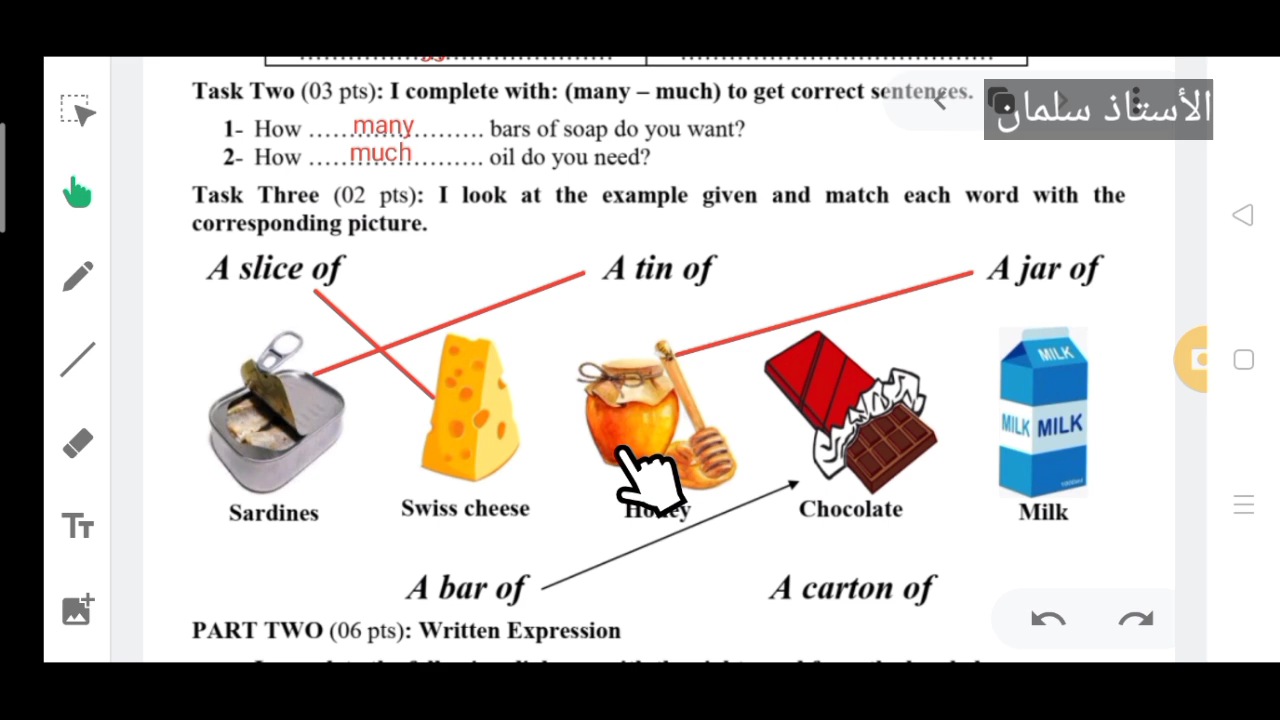 Task Two (03 pts): I complete with: (many – much) to get correct sentences.
الأستاذ سلمان
1- How ......many......... bars of soap do you want?
2- How .....much.......... oil do you need?
Task Three (02 pts): I look at the example given and match each word with the
corresponding picture.
A slice of A tin of A jar of
MILK
MILK MILK
Sardines Swiss cheese Chocolate Milk
A bar of A carton of
PART TWO (06 pts): Written Expression